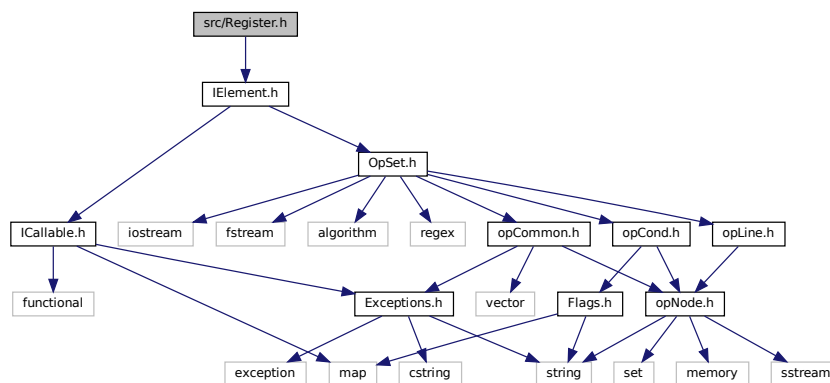 src/Register.h
IElement.h
OpSet.h
ICallable.h
iostream
fstream
algorithm
regex
opCommon.h
opCond.h
opLine.h
functional
Exceptions.h
vector
Flags.h
opNode.h
exception
map
cstring
string
set
memory
sstream